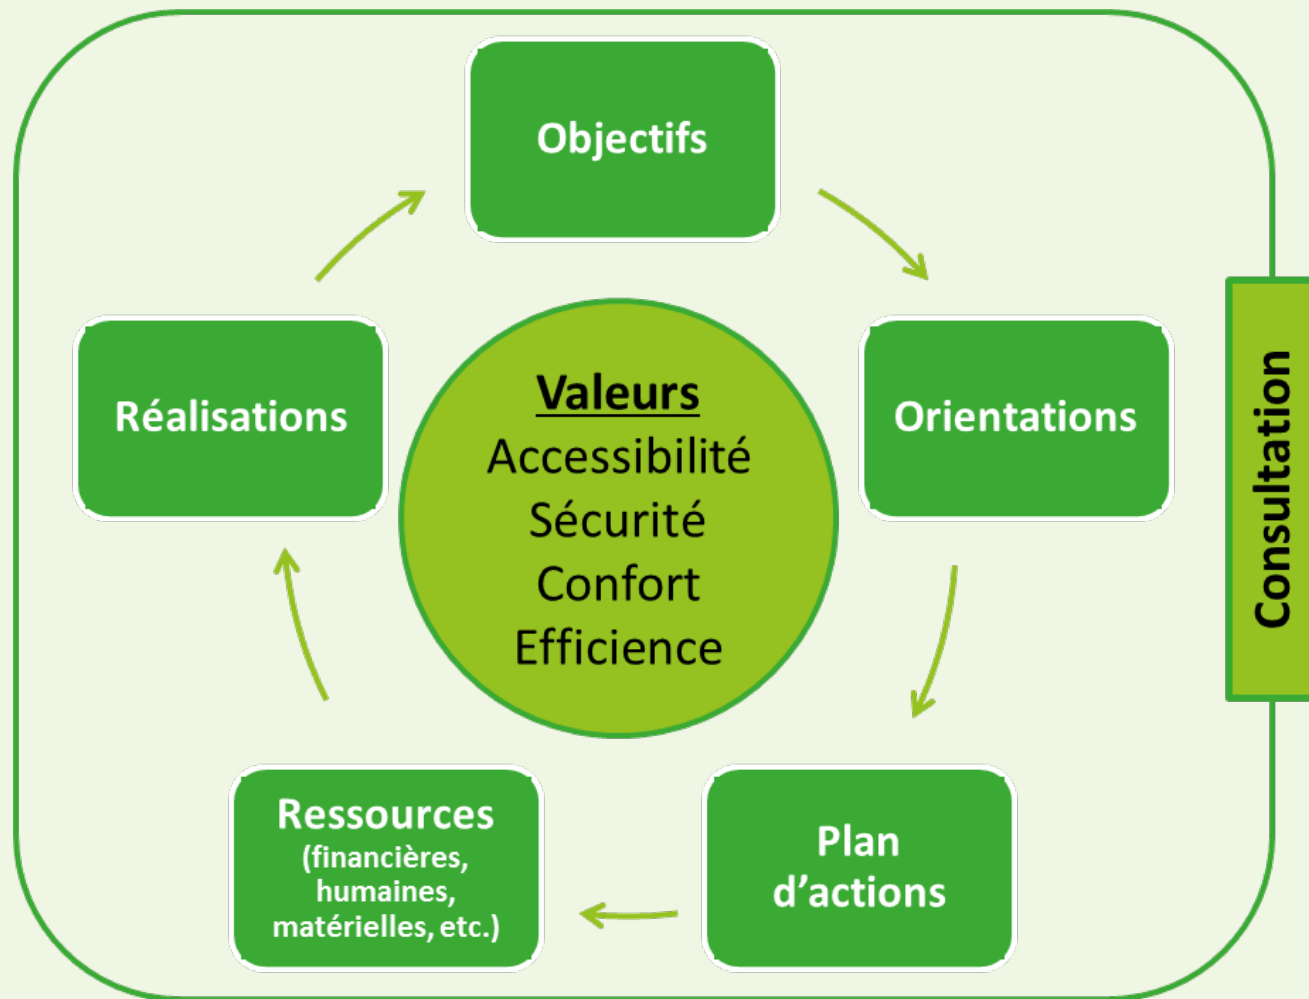 Objectifs
Orientations
Plan
d’actions
Ressources
(financières,
humaines,
matérielles, etc.)
Réalisations
Valeurs
Accessibilité
Sécurité
Confort
Efficience
Consultation